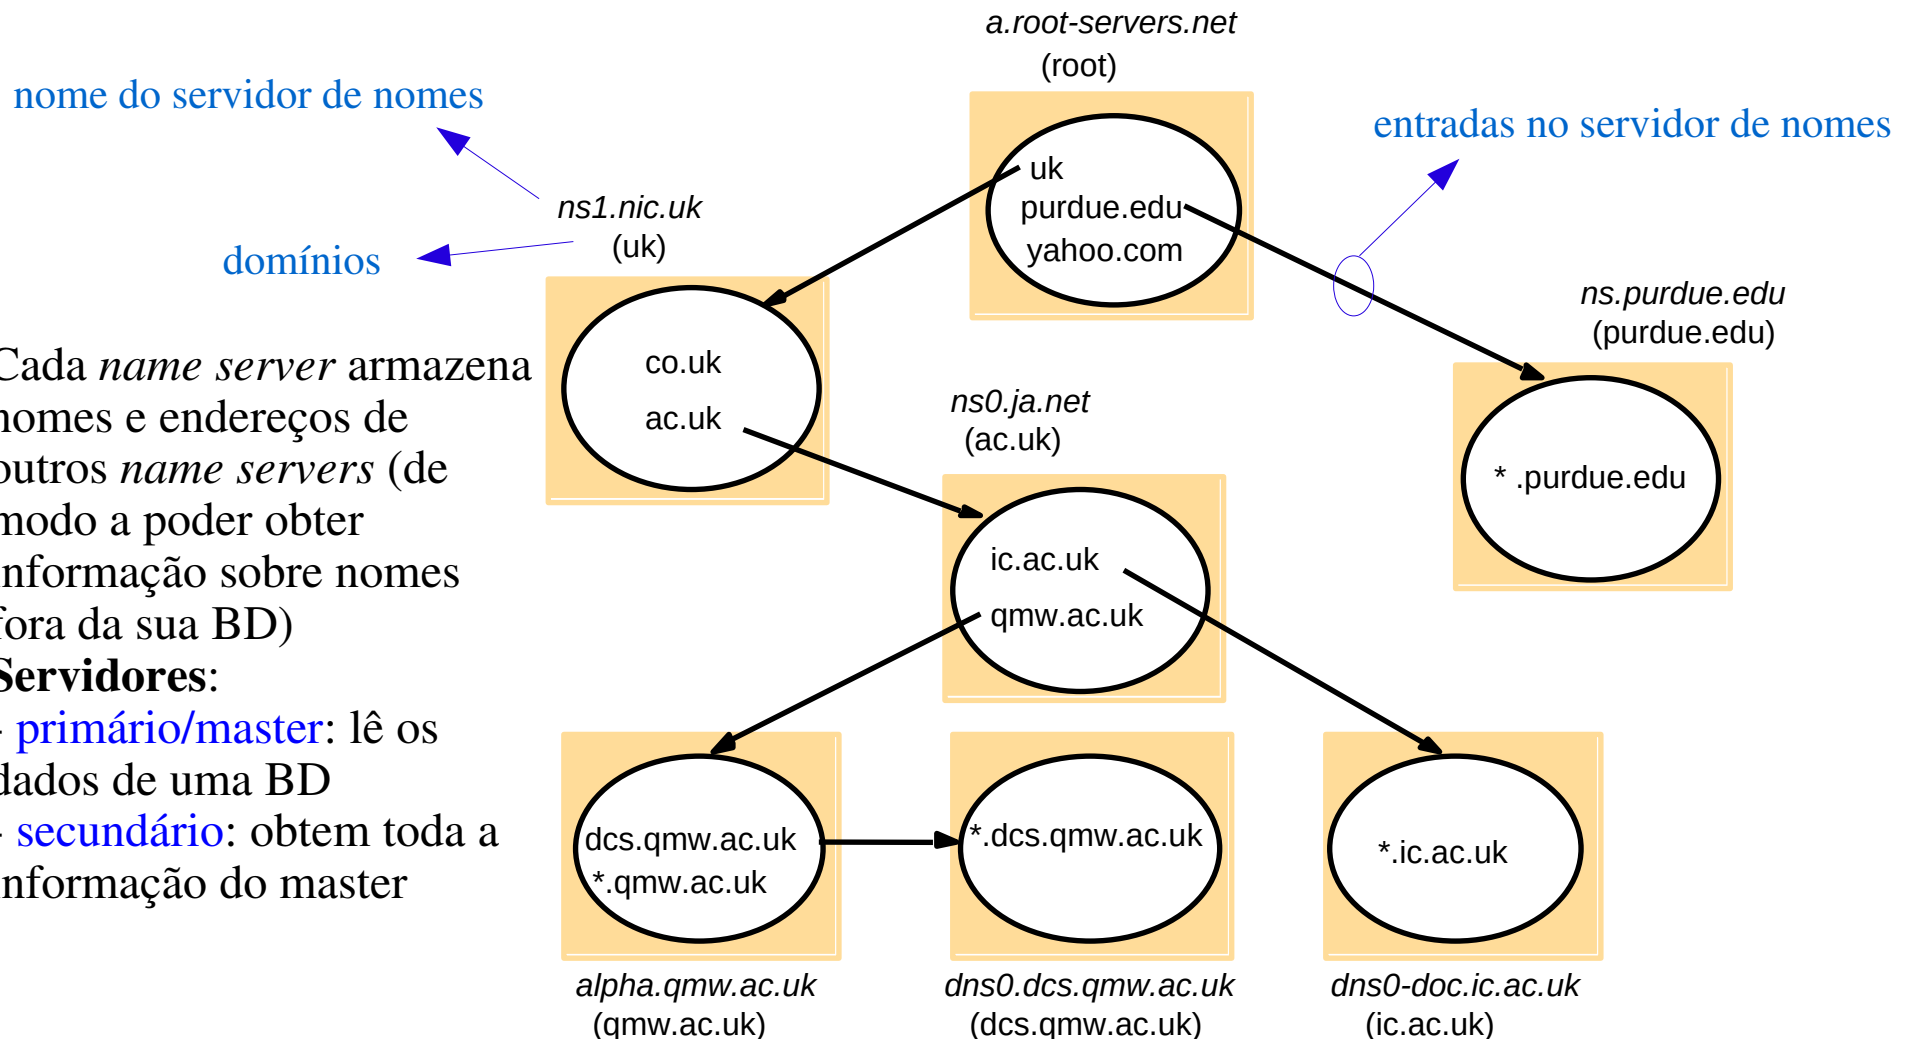 a.root-servers.net
(root)
nome do servidor de nomes
entradas no servidor de nomes
uk
purdue.edu
yahoo.com
ns1.nic.uk
(uk)
domínios
ns.purdue.edu
(purdue.edu)
co.uk
ac.uk
* .purdue.edu
ns0.ja.net
(ac.uk)
ic.ac.uk
qmw.ac.uk
Cada name server armazena
nomes e endereços de
outros name servers (de
modo a poder obter
informação sobre nomes
fora da sua BD)
Servidores:
- primário/master: lê os
dados de uma BD
- secundário: obtem toda a
informação do master
dcs.qmw.ac.uk
*.qmw.ac.uk
*.dcs.qmw.ac.uk
*.ic.ac.uk
alpha.qmw.ac.uk
(qmw.ac.uk)
dns0.dcs.qmw.ac.uk
(dcs.qmw.ac.uk)
dns0-doc.ic.ac.uk
(ic.ac.uk)